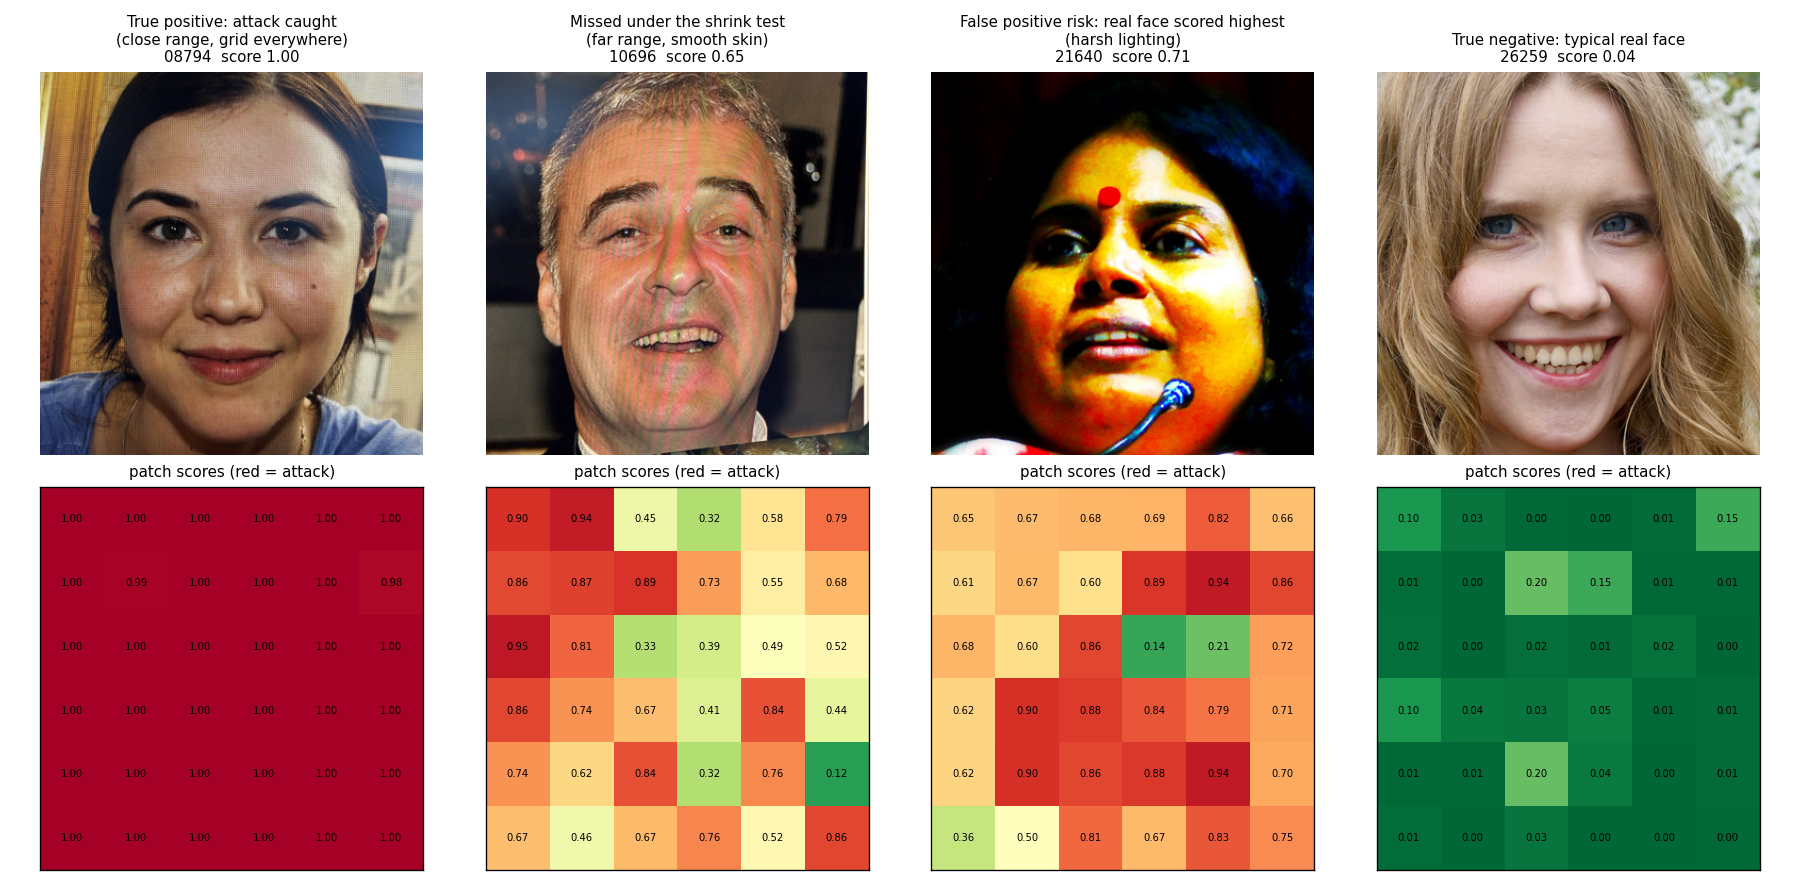 True positive: attack caught
(close range, grid everywhere)
08794  score 1.00
Missed under the shrink test
(far range, smooth skin)
10696  score 0.65
False positive risk: real face scored highest
(harsh lighting)
21640  score 0.71
True negative: typical real face
26259  score 0.04
patch scores (red = attack)
1.00 1.00 1.00 1.00 1.00 1.00
1.00 0.99 1.00 1.00 1.00 0.98
1.00 1.00 1.00 1.00 1.00 1.00
1.00 1.00 1.00 1.00 1.00 1.00
1.00 1.00 1.00 1.00 1.00 1.00
1.00 1.00 1.00 1.00 1.00 1.00
patch scores (red = attack)
0.90 0.94 0.45 0.32 0.58 0.79
0.86 0.87 0.89 0.73 0.55 0.68
0.95 0.81 0.33 0.39 0.49 0.52
0.86 0.74 0.67 0.41 0.84 0.44
0.74 0.62 0.84 0.32 0.76 0.12
0.67 0.46 0.67 0.76 0.52 0.86
patch scores (red = attack)
0.65 0.67 0.68 0.69 0.82 0.66
0.61 0.67 0.60 0.89 0.94 0.86
0.68 0.60 0.86 0.14 0.21 0.72
0.62 0.90 0.88 0.84 0.79 0.71
0.62 0.90 0.86 0.88 0.94 0.70
0.36 0.50 0.81 0.67 0.83 0.75
patch scores (red = attack)
0.10 0.03 0.00 0.00 0.01 0.15
0.01 0.00 0.20 0.15 0.01 0.01
0.02 0.00 0.02 0.01 0.02 0.00
0.10 0.04 0.03 0.05 0.01 0.01
0.01 0.01 0.20 0.04 0.00 0.01
0.01 0.00 0.03 0.00 0.00 0.00